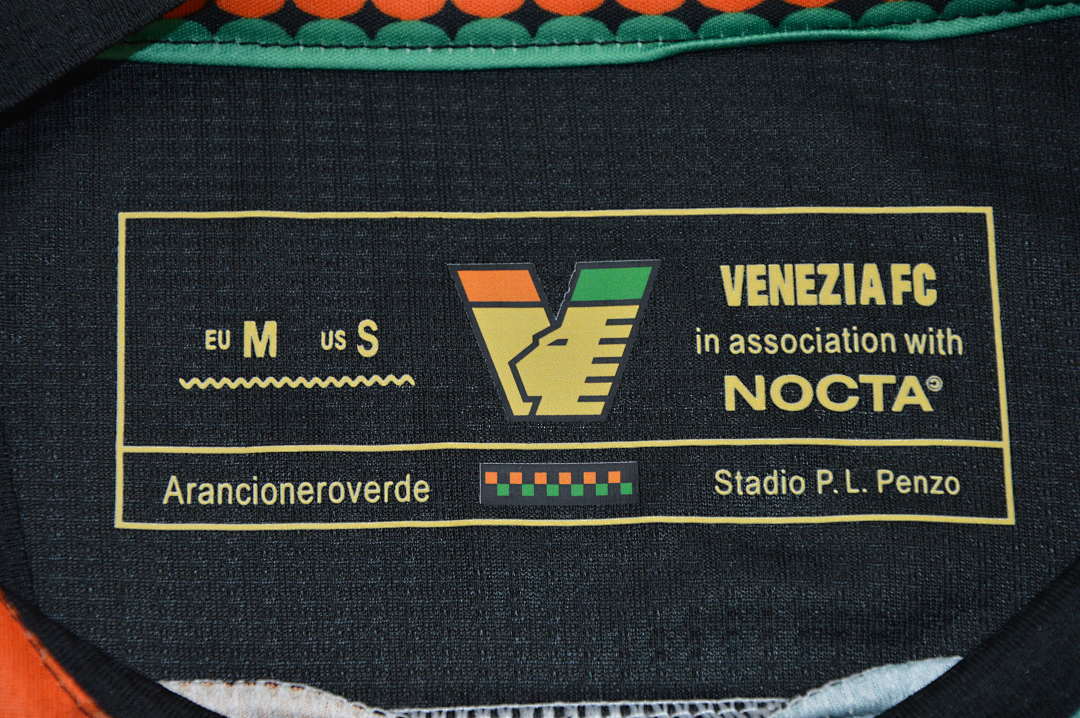 EU M US S
VENEZIA FC
in association with
NOCTA©
Arancioneroverde
Stadio P. L. Penzo